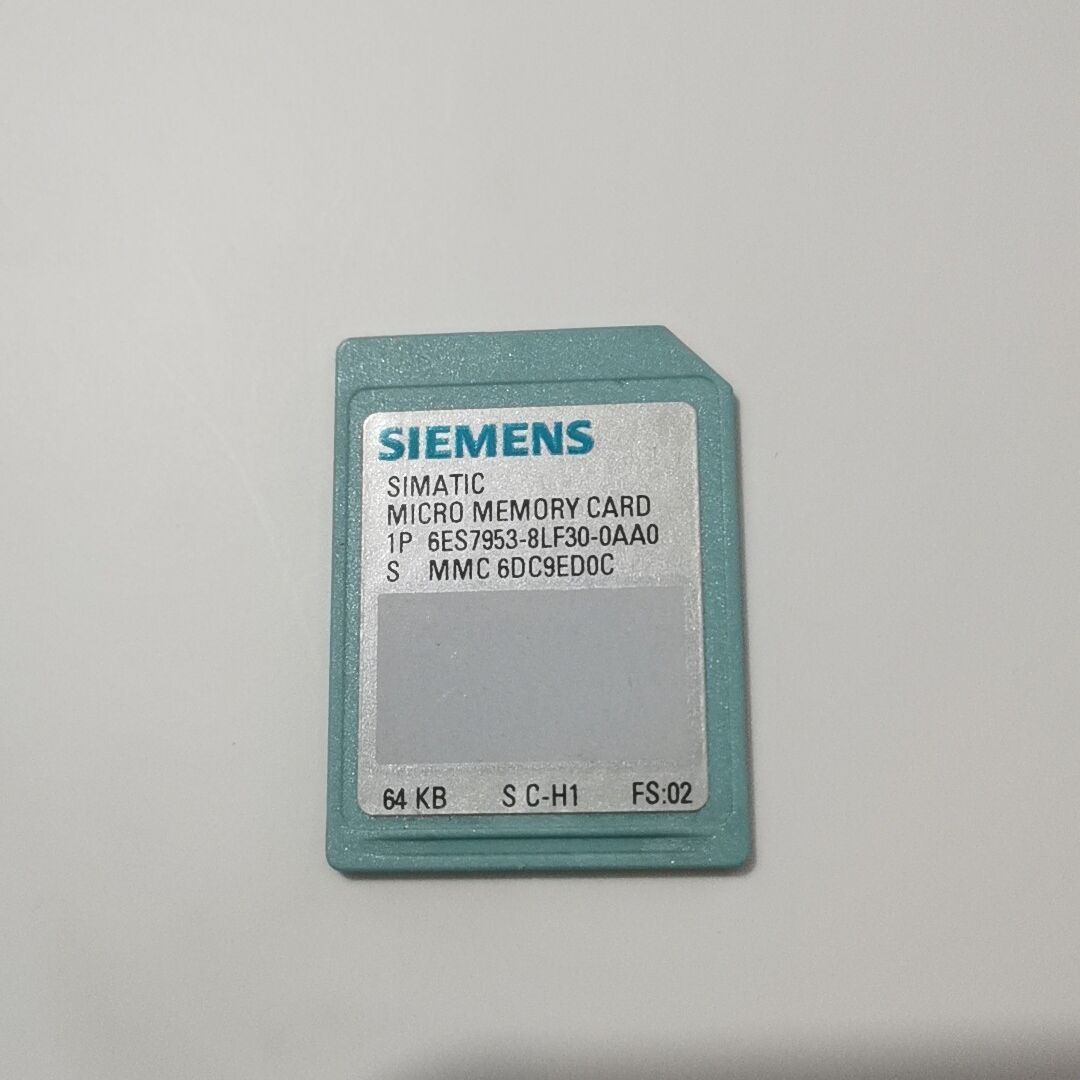 SIEMENS
SIMATIC
MICRO MEMORY CARD
1P 6ES7953-8LF30-0AA0
S MMC 6DC9ED0C
64 KB S C-H1 FS:02